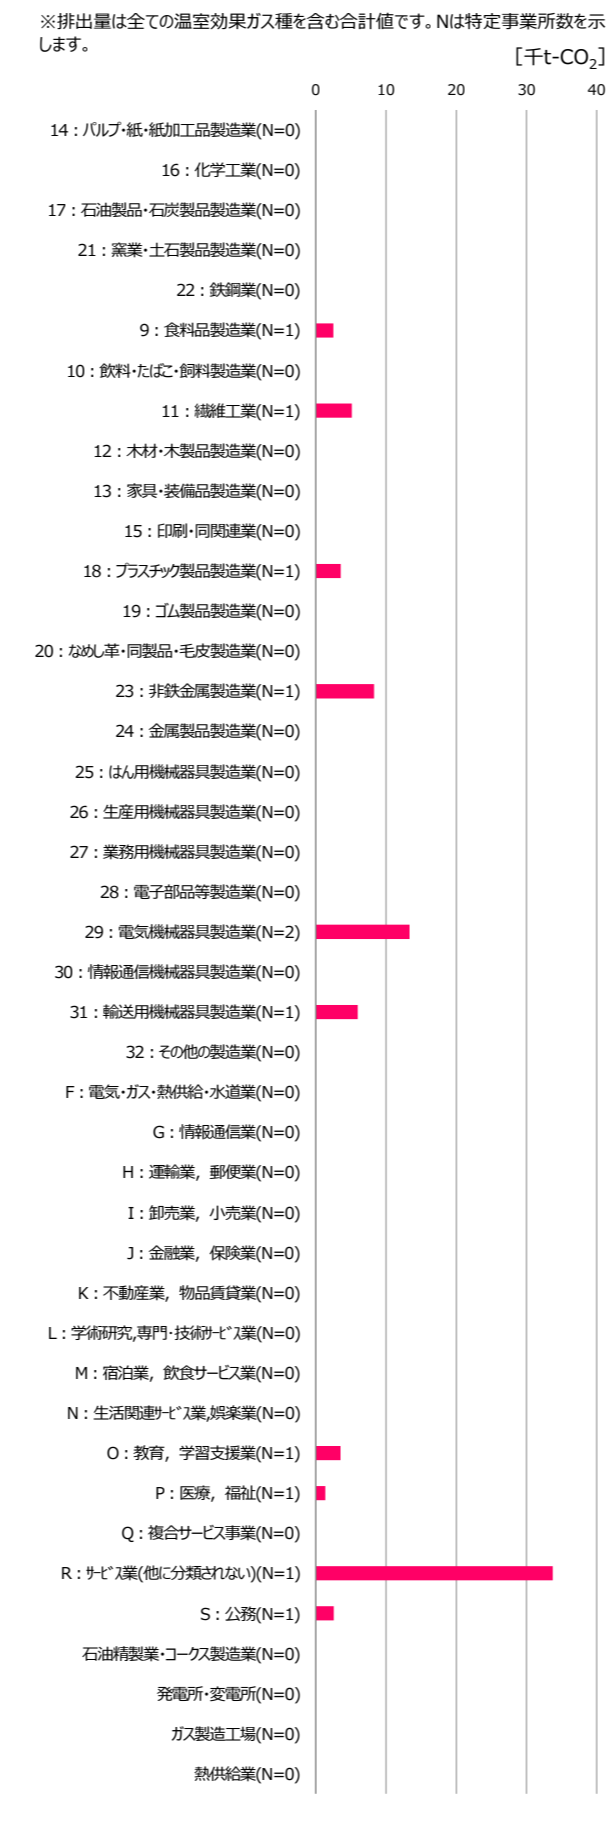 ※排出量は全ての温室効果ガス種を含む合計値です。Nは特定事業所数を示
します。
[千t-CO₂]
0 10 20 30 40
14：パルプ・紙・紙加工品製造業(N=0)
16：化学工業(N=0)
17：石油製品・石炭製品製造業(N=0)
21：窯業・土石製品製造業(N=0)
22：鉄鋼業(N=0)
9：食料品製造業(N=1)
10：飲料・たばこ・飼料製造業(N=0)
11：繊維工業(N=1)
12：木材・木製品製造業(N=0)
13：家具・装備品製造業(N=0)
15：印刷・同関連業(N=0)
18：プラスチック製品製造業(N=1)
19：ゴム製品製造業(N=0)
20：なめし革・同製品・毛皮製造業(N=0)
23：非鉄金属製造業(N=1)
24：金属製品製造業(N=0)
25：はん用機械器具製造業(N=0)
26：生産用機械器具製造業(N=0)
27：業務用機械器具製造業(N=0)
28：電子部品等製造業(N=0)
29：電気機械器具製造業(N=2)
30：情報通信機械器具製造業(N=0)
31：輸送用機械器具製造業(N=1)
32：その他の製造業(N=0)
F：電気・ガス・熱供給・水道業(N=0)
G：情報通信業(N=0)
H：運輸業，郵便業(N=0)
I：卸売業，小売業(N=0)
J：金融業，保険業(N=0)
K：不動産業，物品賃貸業(N=0)
L：学術研究,専門・技術ｻｰﾋﾞｽ業(N=0)
M：宿泊業，飲食サービス業(N=0)
N：生活関連ｻｰﾋﾞｽ業,娯楽業(N=0)
O：教育，学習支援業(N=1)
P：医療，福祉(N=1)
Q：複合サービス事業(N=0)
R：ｻｰﾋﾞｽ業(他に分類されない)(N=1)
S：公務(N=1)
石油精製業・コークス製造業(N=0)
発電所・変電所(N=0)
ガス製造工場(N=0)
熱供給業(N=0)